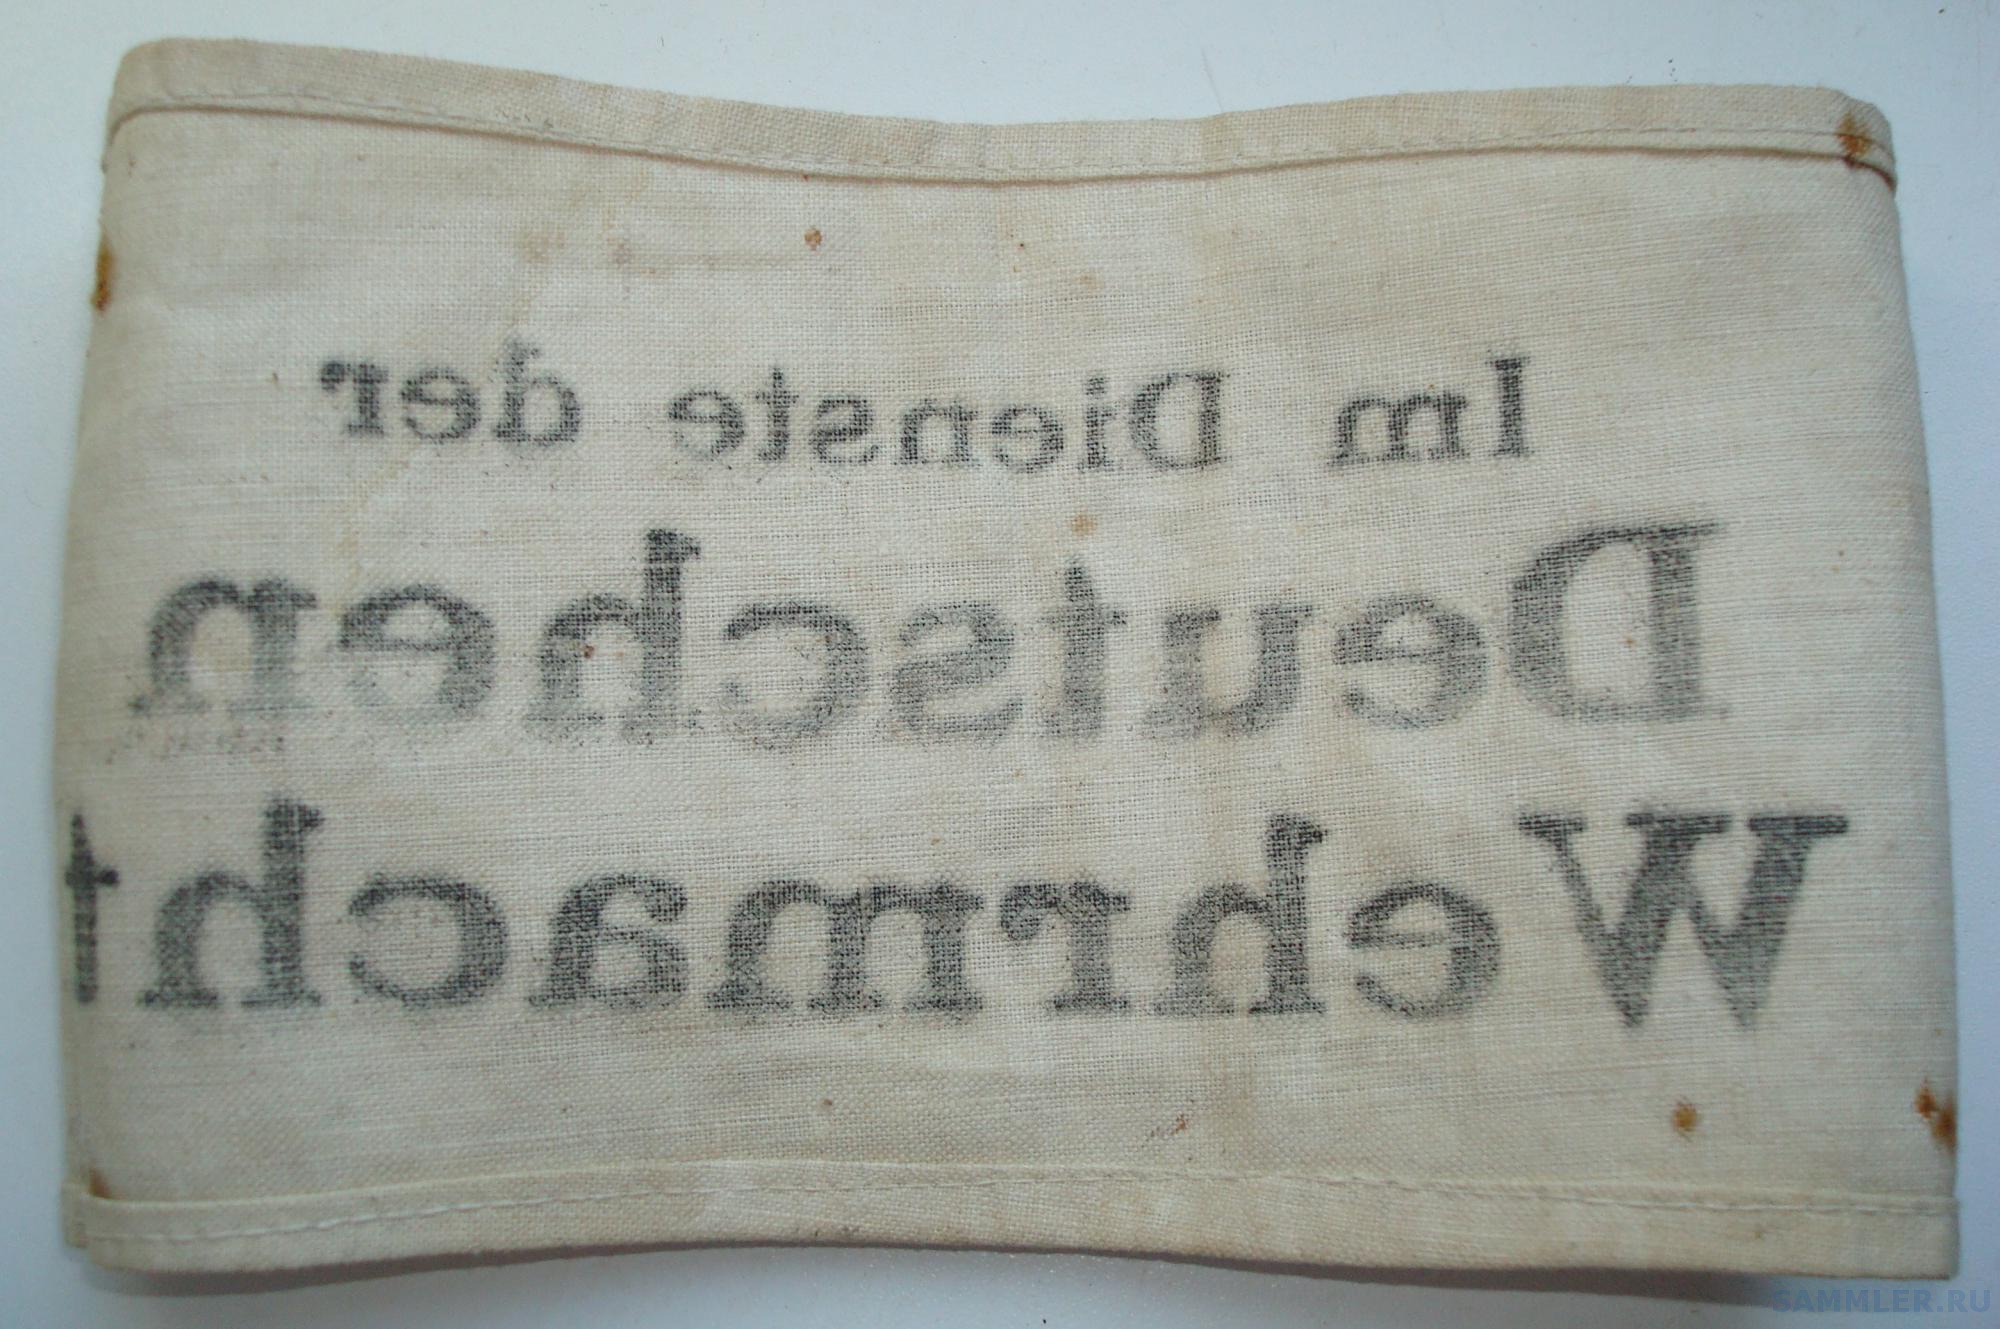 Im Dienste der
Deutschen
Wehrmacht
SAMMLER.RU